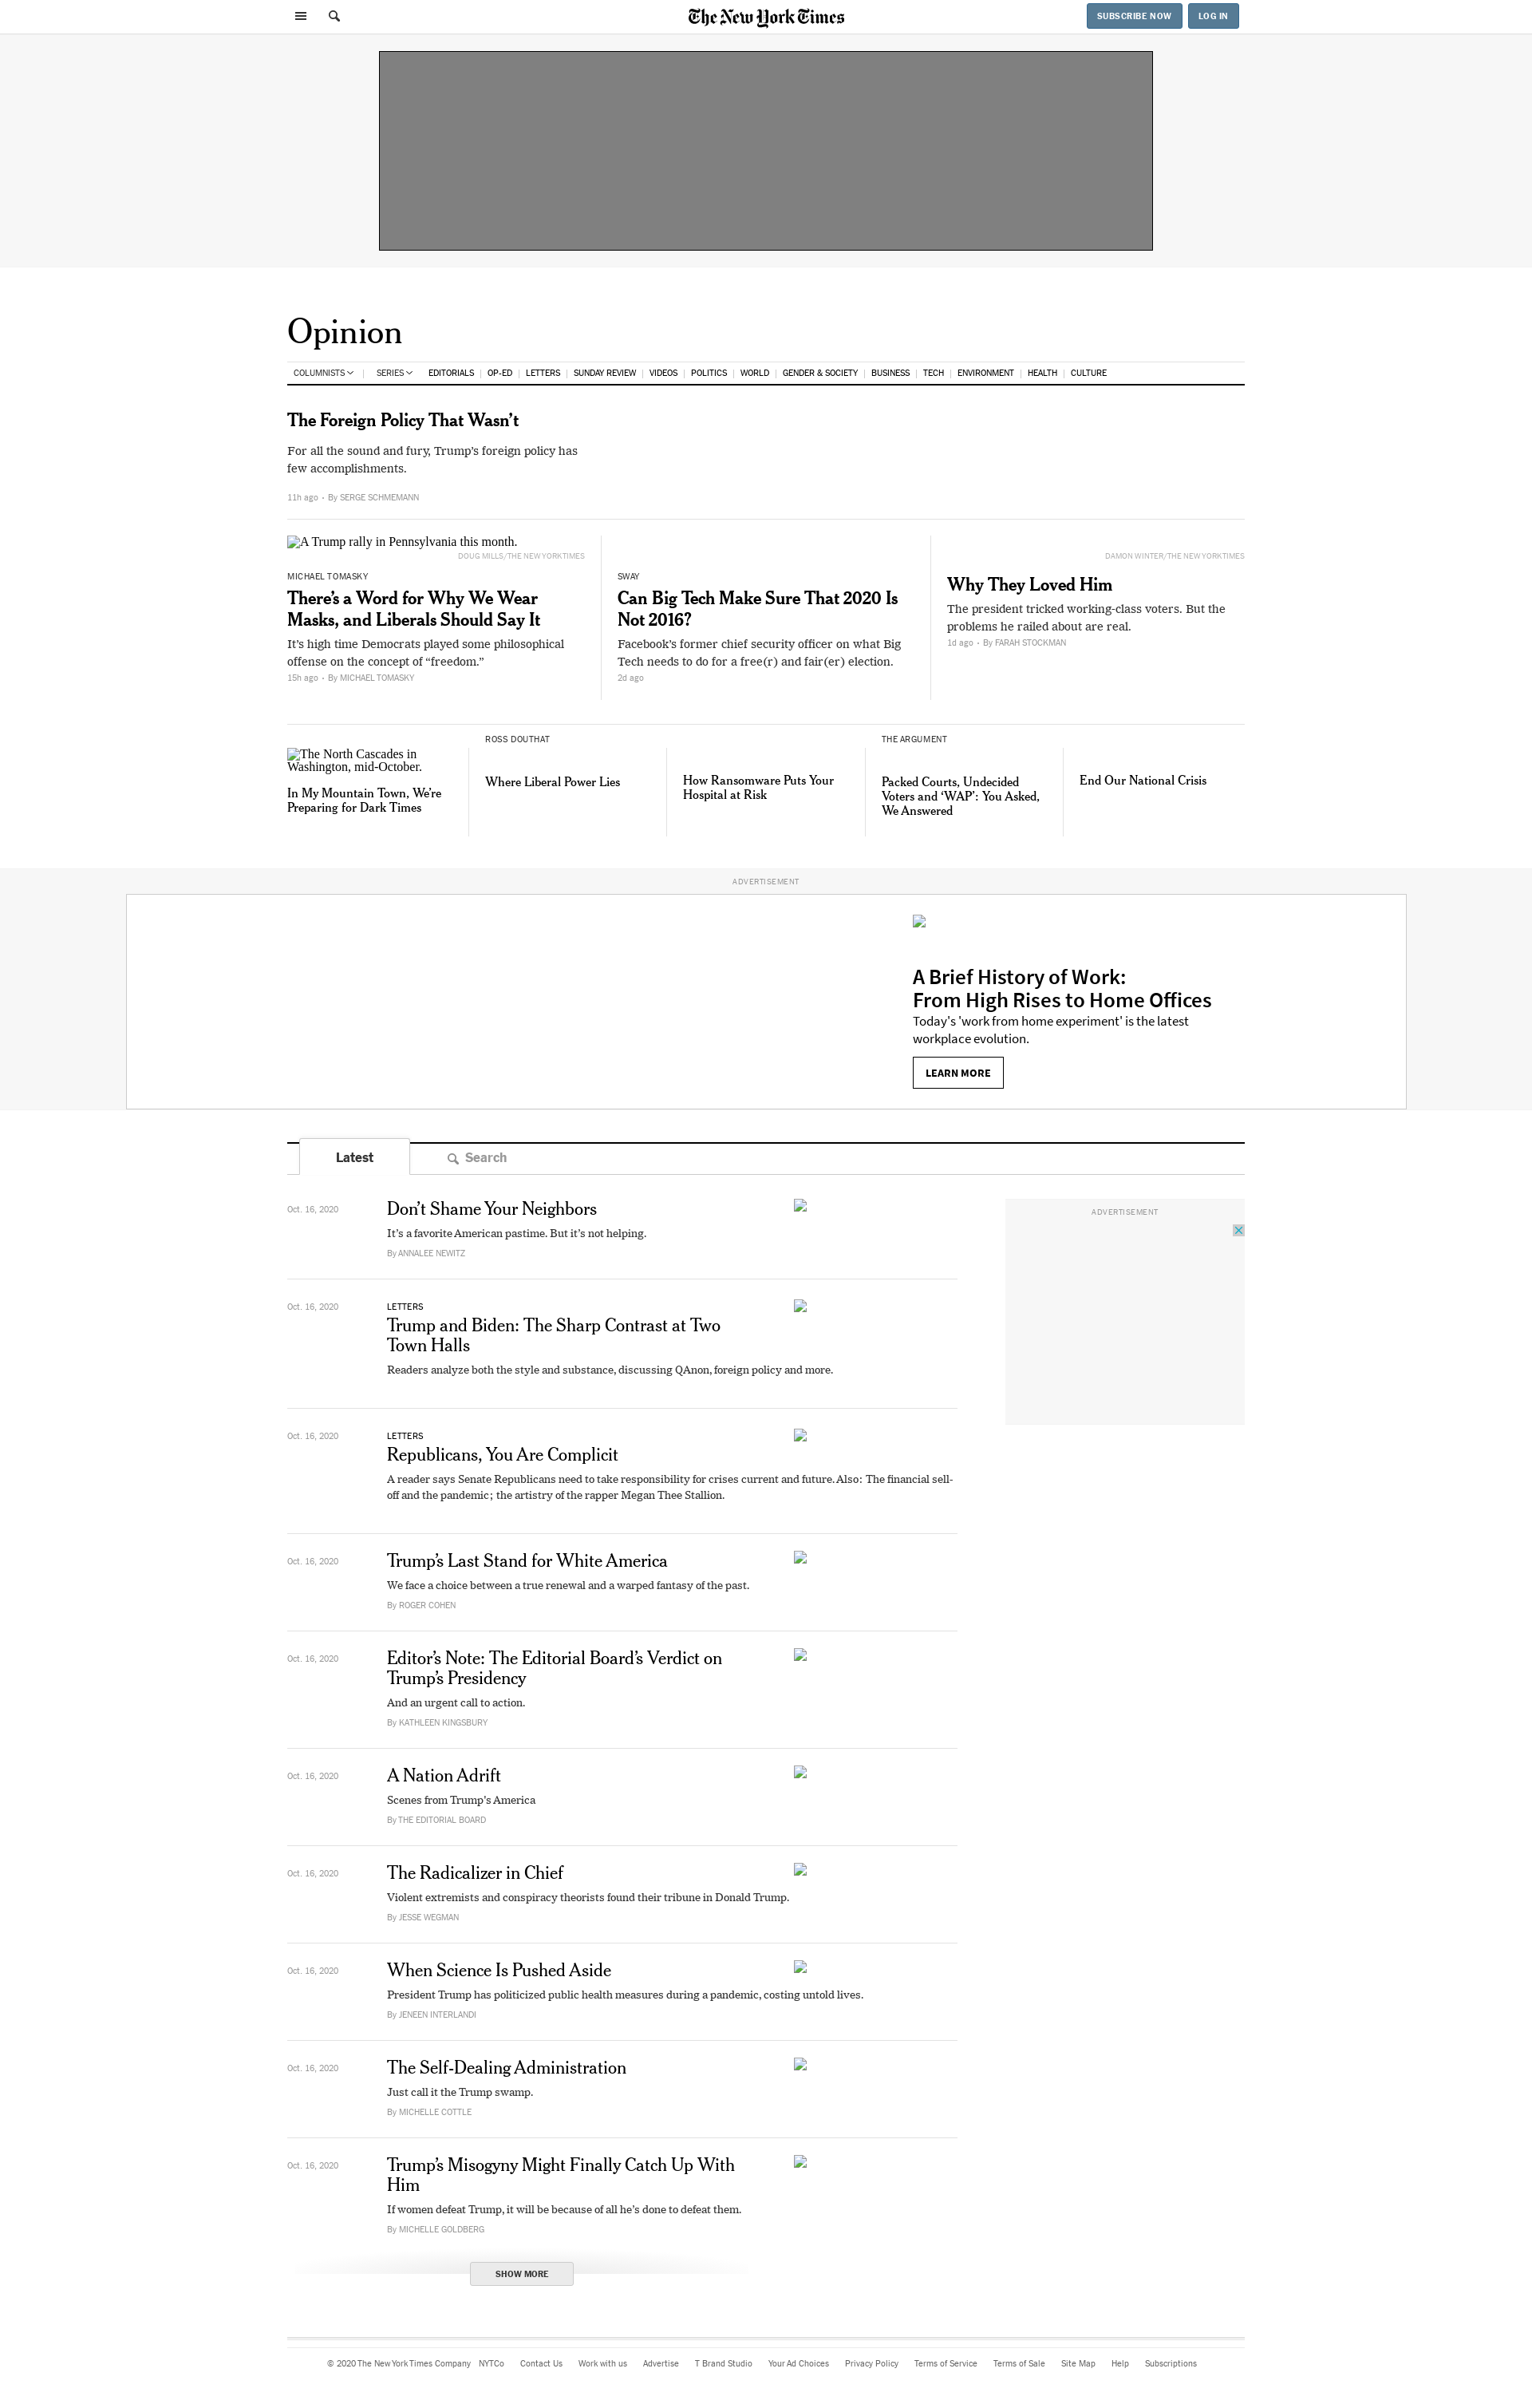 The New York Times
SUBSCRIBE NOW
LOG IN
Opinion
COLUMNISTS
SERIES
EDITORIALS
OP-ED
LETTERS
SUNDAY REVIEW
VIDEOS
POLITICS
WORLD
GENDER & SOCIETY
BUSINESS
TECH
ENVIRONMENT
HEALTH
CULTURE
The Foreign Policy That Wasn’t
For all the sound and fury, Trump’s foreign policy has
few accomplishments.
11h ago • By SERGE SCHMEMANN
A Trump rally in Pennsylvania this month.
DOUG MILLS/THE NEW YORK TIMES
MICHAEL TOMASKY
There’s a Word for Why We Wear
Masks, and Liberals Should Say It
It’s high time Democrats played some philosophical
offense on the concept of “freedom.”
15h ago • By MICHAEL TOMASKY
SWAY
Can Big Tech Make Sure That 2020 Is
Not 2016?
Facebook’s former chief security officer on what Big
Tech needs to do for a free(r) and fair(er) election.
2d ago
DAMON WINTER/THE NEW YORK TIMES
Why They Loved Him
The president tricked working-class voters. But the
problems he railed about are real.
1d ago • By FARAH STOCKMAN
The North Cascades in
Washington, mid-October.
In My Mountain Town, We’re
Preparing for Dark Times
ROSS DOUTHAT
Where Liberal Power Lies
How Ransomware Puts Your
Hospital at Risk
THE ARGUMENT
Packed Courts, Undecided
Voters and ‘WAP’: You Asked,
We Answered
End Our National Crisis
ADVERTISEMENT
A Brief History of Work:
From High Rises to Home Offices
Today's 'work from home experiment' is the latest
workplace evolution.
LEARN MORE
Latest
Search
ADVERTISEMENT
Oct. 16, 2020
Don’t Shame Your Neighbors
It’s a favorite American pastime. But it’s not helping.
By ANNALEE NEWITZ
Oct. 16, 2020
LETTERS
Trump and Biden: The Sharp Contrast at Two
Town Halls
Readers analyze both the style and substance, discussing QAnon, foreign policy and more.
Oct. 16, 2020
LETTERS
Republicans, You Are Complicit
A reader says Senate Republicans need to take responsibility for crises current and future. Also: The financial sell-
off and the pandemic; the artistry of the rapper Megan Thee Stallion.
Oct. 16, 2020
Trump’s Last Stand for White America
We face a choice between a true renewal and a warped fantasy of the past.
By ROGER COHEN
Oct. 16, 2020
Editor’s Note: The Editorial Board’s Verdict on
Trump’s Presidency
And an urgent call to action.
By KATHLEEN KINGSBURY
Oct. 16, 2020
A Nation Adrift
Scenes from Trump’s America
By THE EDITORIAL BOARD
Oct. 16, 2020
The Radicalizer in Chief
Violent extremists and conspiracy theorists found their tribune in Donald Trump.
By JESSE WEGMAN
Oct. 16, 2020
When Science Is Pushed Aside
President Trump has politicized public health measures during a pandemic, costing untold lives.
By JENEEN INTERLANDI
Oct. 16, 2020
The Self-Dealing Administration
Just call it the Trump swamp.
By MICHELLE COTTLE
Oct. 16, 2020
Trump’s Misogyny Might Finally Catch Up With
Him
If women defeat Trump, it will be because of all he’s done to defeat them.
By MICHELLE GOLDBERG
SHOW MORE
© 2020 The New York Times Company NYTCo Contact Us Work with us Advertise T Brand Studio Your Ad Choices Privacy Policy Terms of Service Terms of Sale Site Map Help Subscriptions